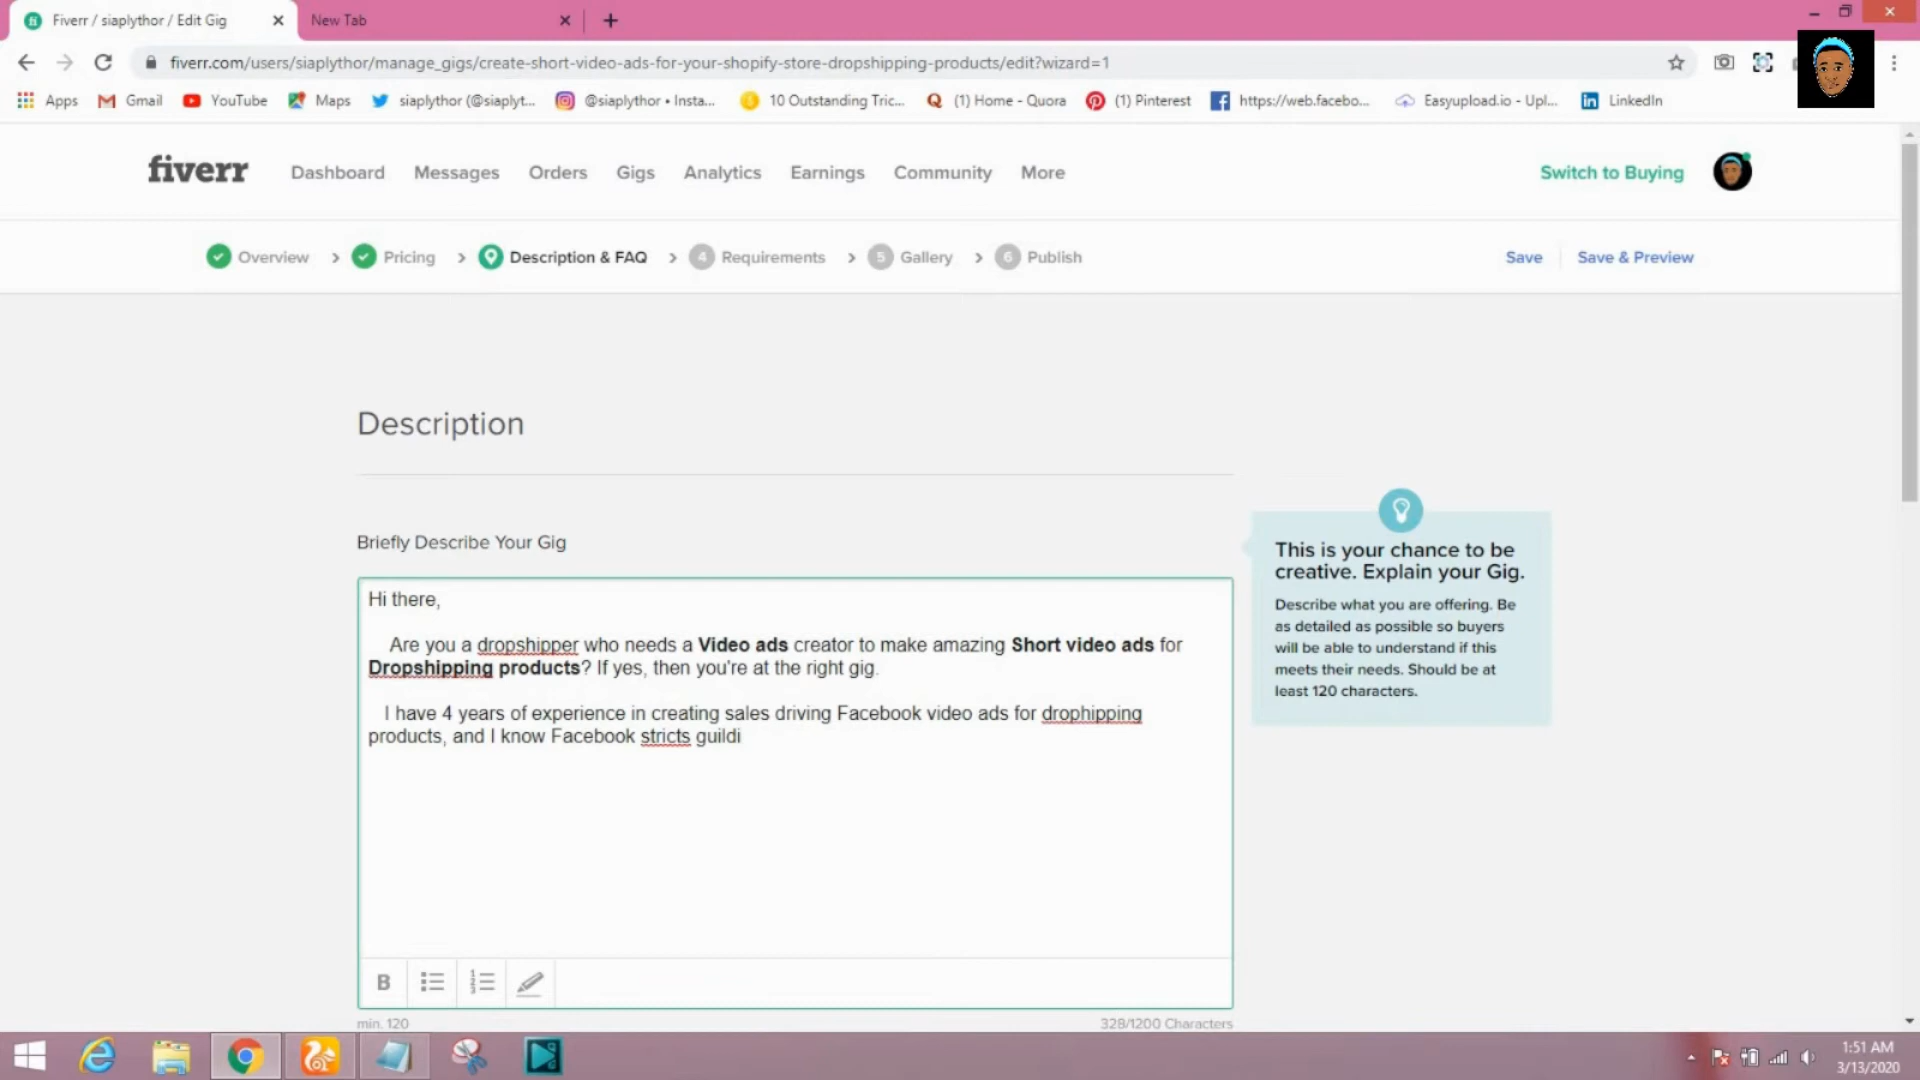 Fiverr / siaplythor / Edit Gig
New Tab
fiverr.com/users/siaplythor/manage_gigs/create-short-video-ads-for-your-shopify-store-dropshipping-products/edit?wizard=1
Apps Gmail YouTube Maps siaplythor (@siaplyt... @siaplythor • Insta... 10 Outstanding Tric... (1) Home - Quora (1) Pinterest https://web.facebo... Easyupload.io - Upl... LinkedIn
fiverr Dashboard Messages Orders Gigs Analytics Earnings Community More Switch to Buying
Overview > Pricing > Description & FAQ > 4 Requirements > 5 Gallery > 6 Publish Save Save & Preview
Description
Briefly Describe Your Gig
Hi there,
Are you a dropshipper who needs a Video ads creator to make amazing Short video ads for
Dropshipping products? If yes, then you're at the right gig.
I have 4 years of experience in creating sales driving Facebook video ads for drophipping
products, and I know Facebook stricts guildi
B
min. 120
328/1200 Characters
This is your chance to be
creative. Explain your Gig.
Describe what you are offering. Be
as detailed as possible so buyers
will be able to understand if this
meets their needs. Should be at
least 120 characters.
1:51 AM
3/13/2020